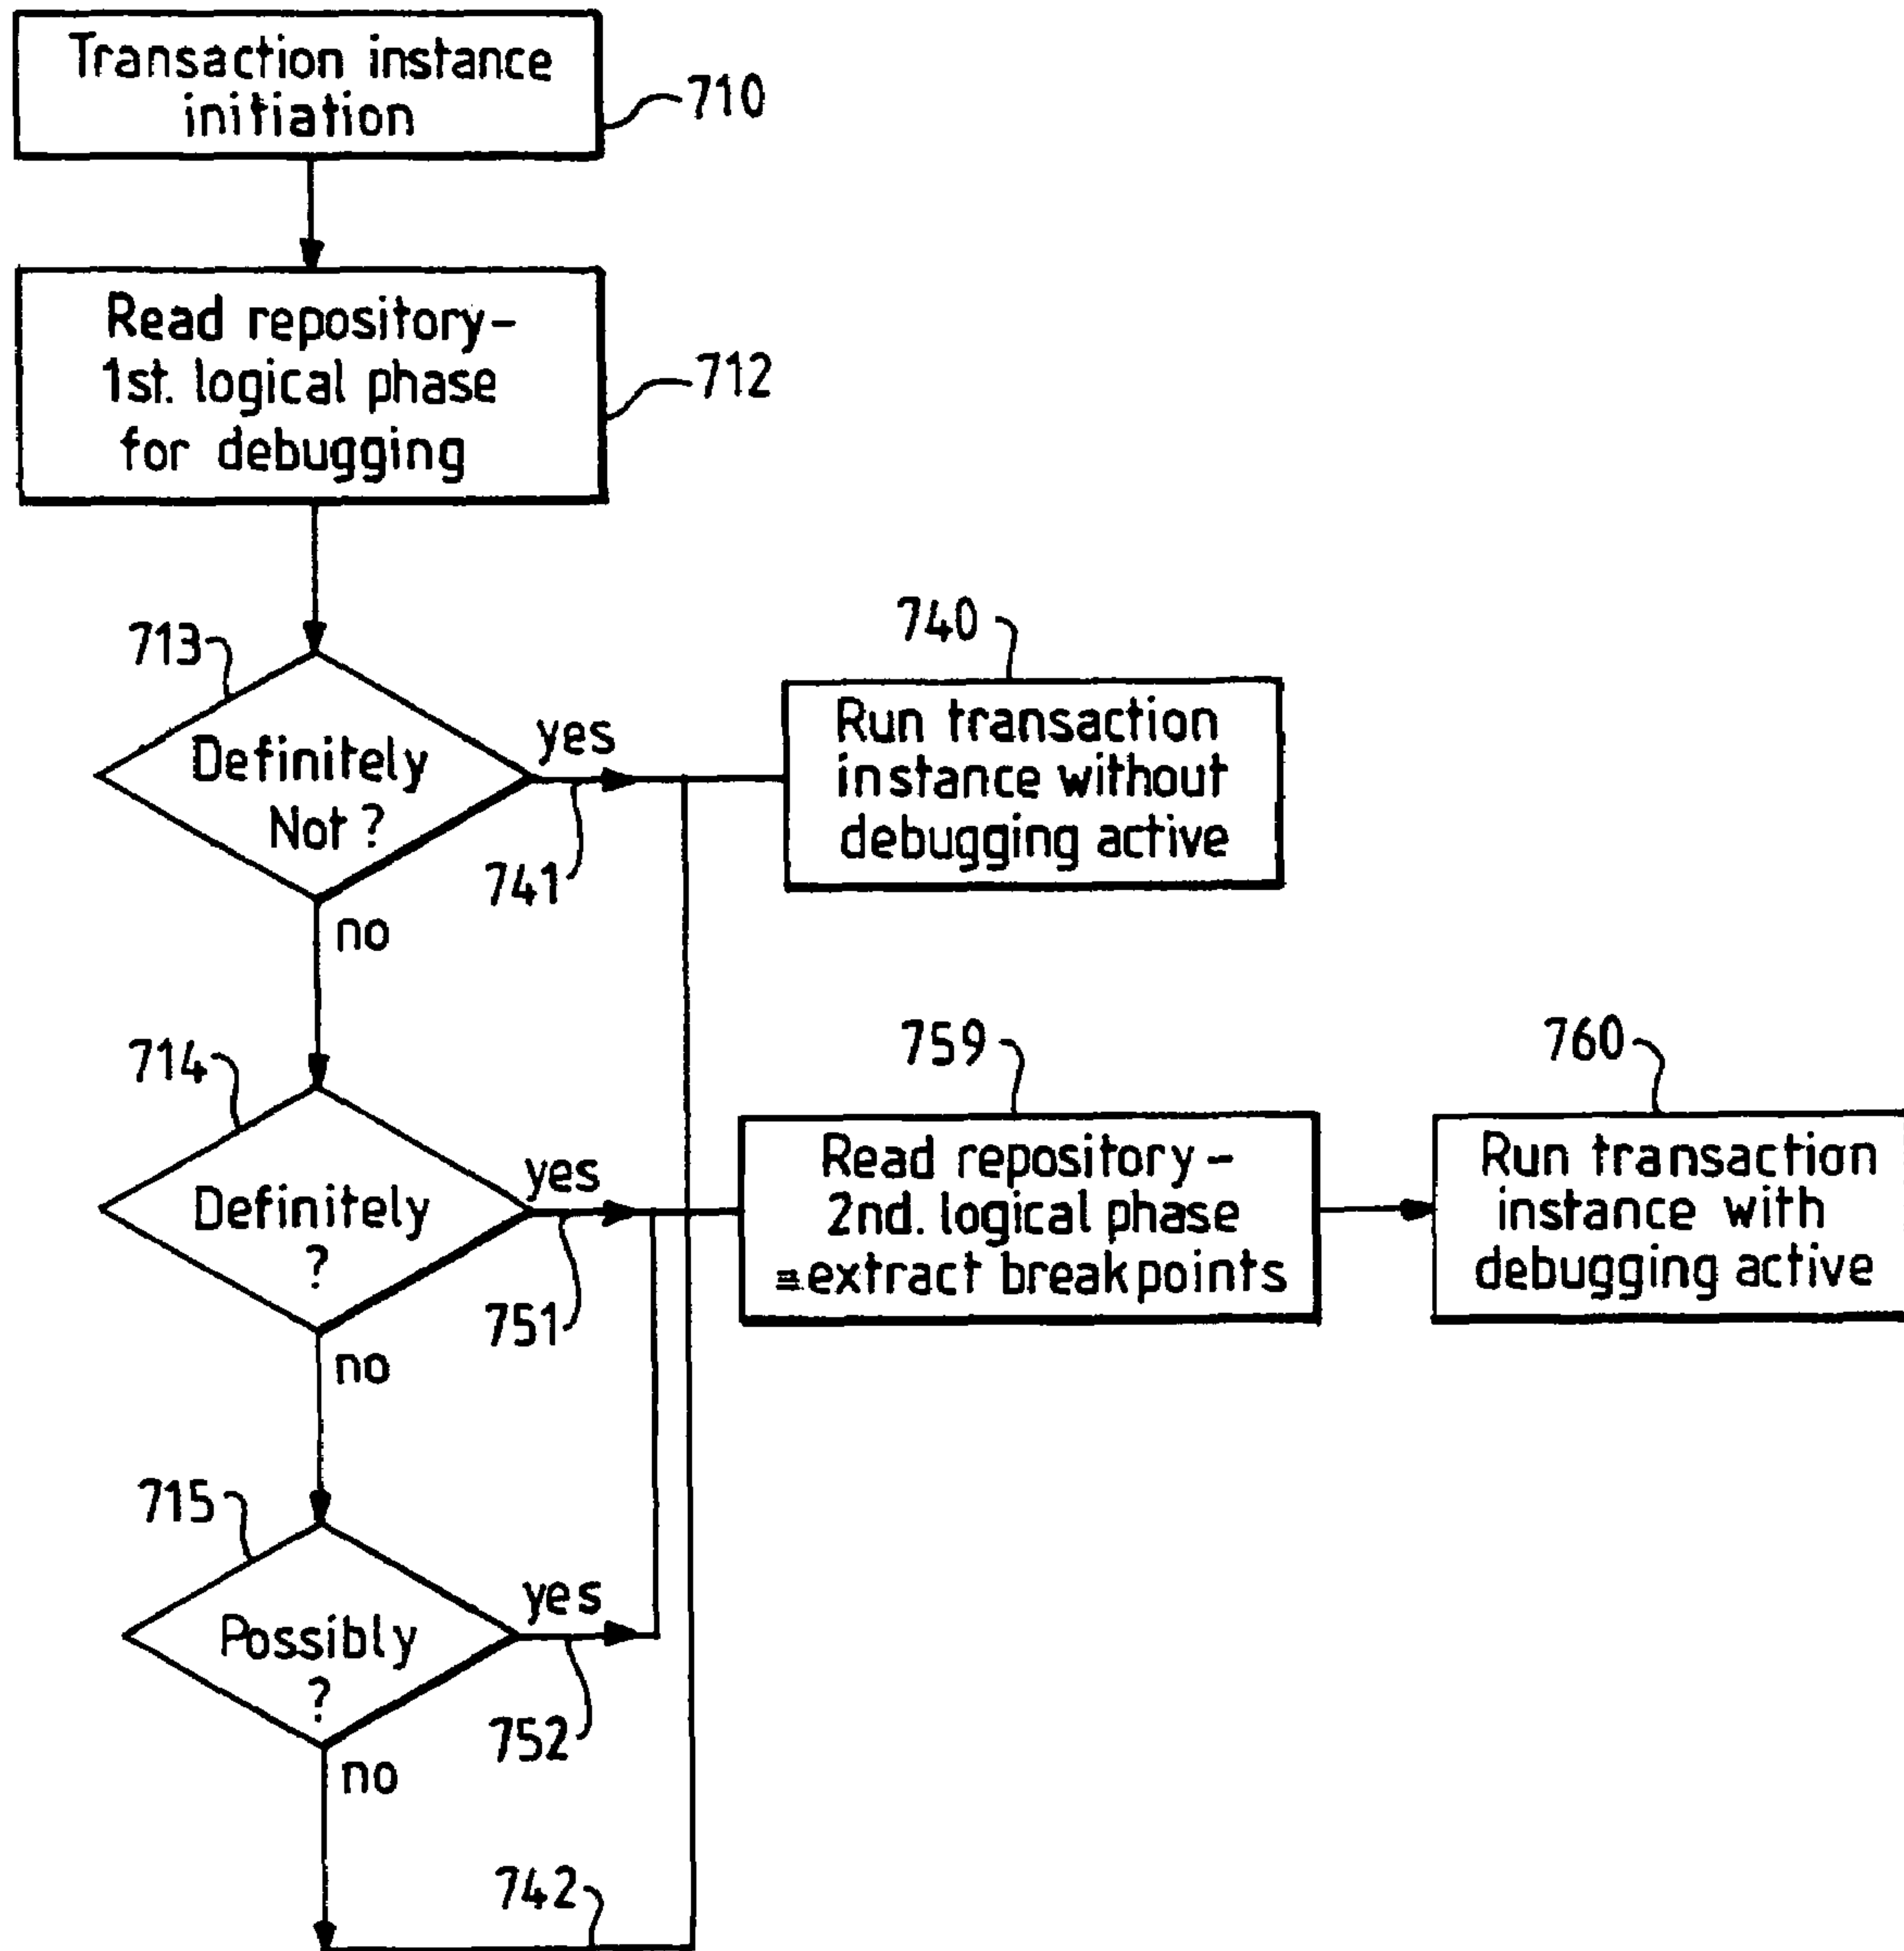 Transaction instance
initiation
710
Read repository-
1st. logical phase
for debugging
712
713
Definitely
Not ?
yes
741
no
740
Run transaction
instance without
debugging active
714
Definitely
?
yes
751
no
759
Read repository -
2nd. logical phase
=extract breakpoints
760
Run transaction
instance with
debugging active
715
Possibly
?
yes
752
no
742